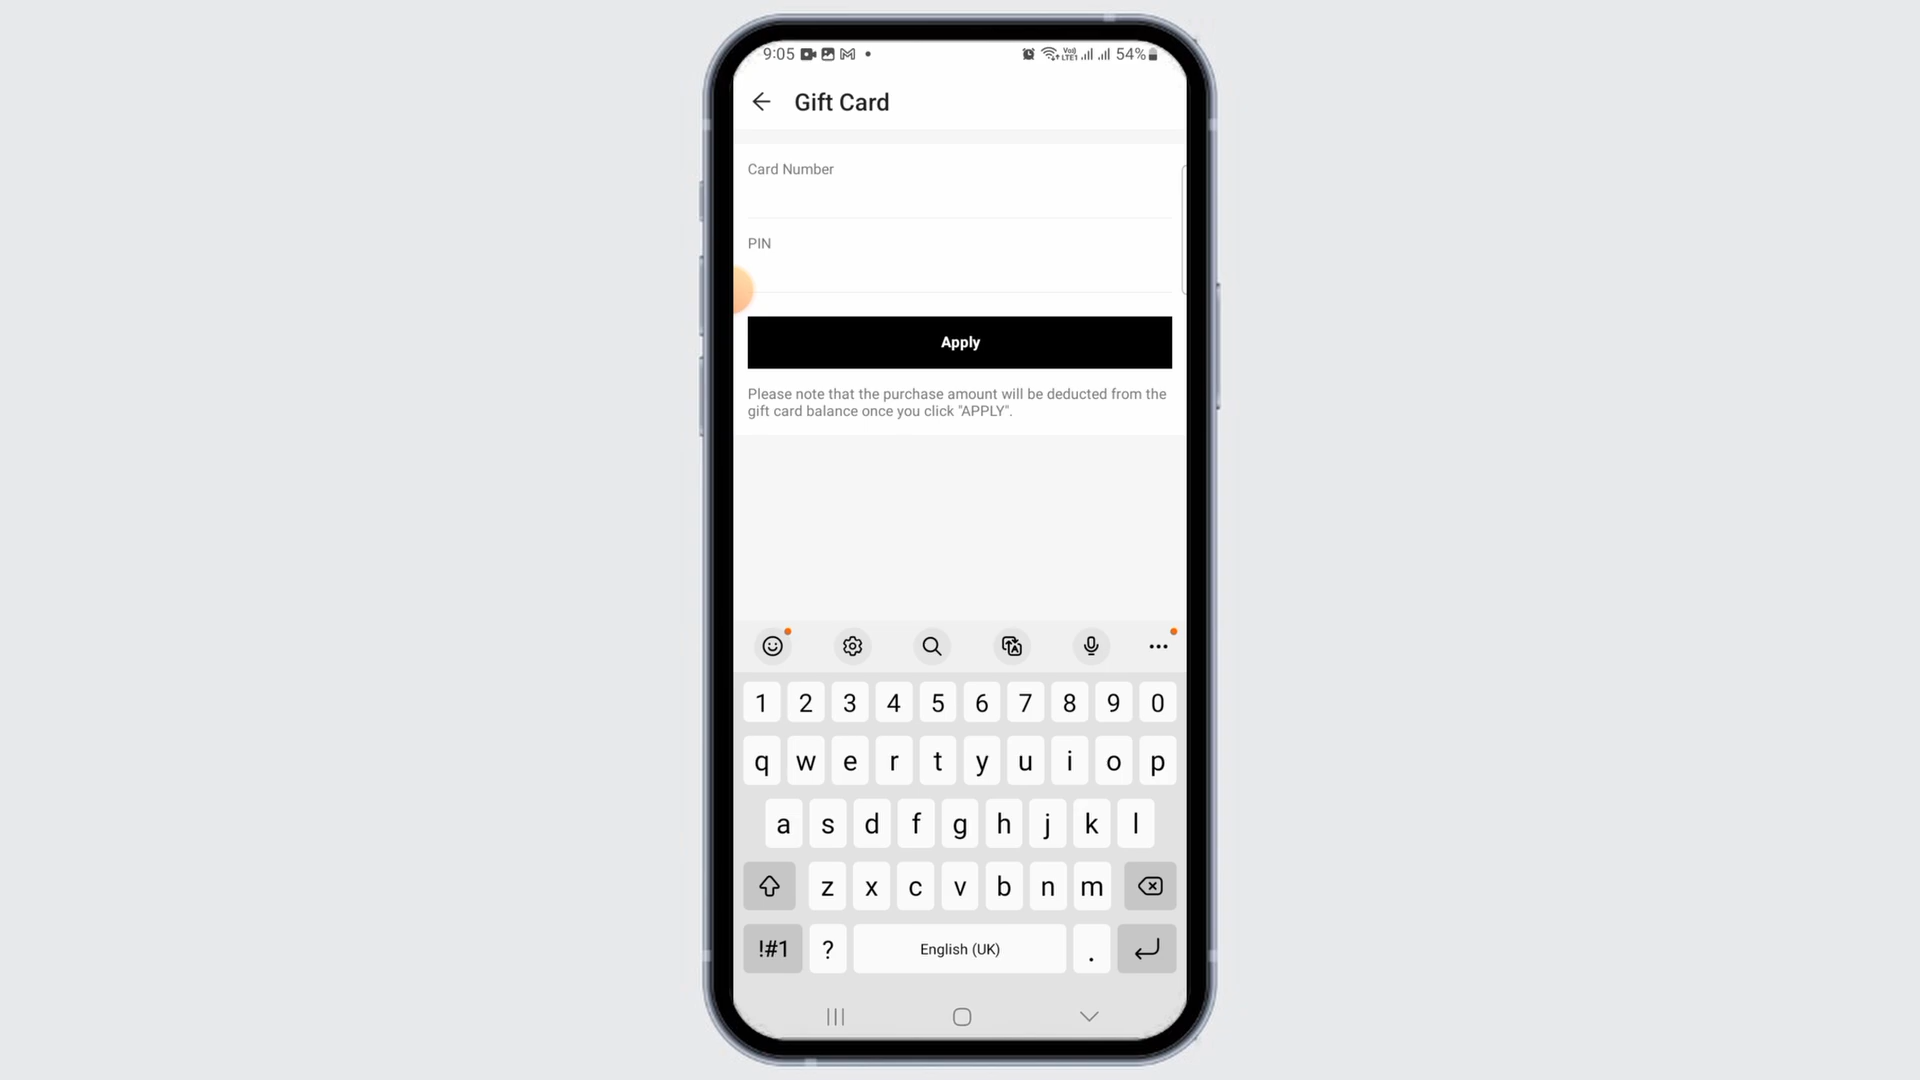 9:05 54%
Gift Card
Card Number
PIN
Apply
Please note that the purchase amount will be deducted from the
gift card balance once you click "APPLY".
1 2 3 4 5 6 7 8 9 0
q w e r t y u i o p
a s d f g h j k l
z x c v b n m
!#1 ? English (UK) .